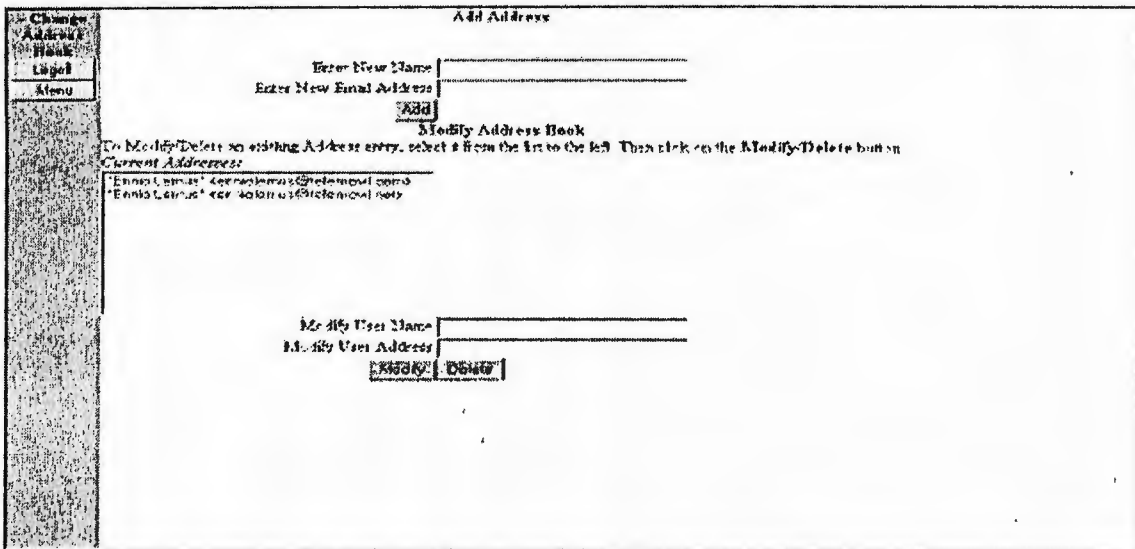 Change
Address
Book
Logoff
Menu
Add Address
Enter New Name
Enter New Email Address
Add
Modify Address Book
To Modify/Delete an existing Address entry, select it from the list to the left. Then click on the Modify/Delete button
Current Addresses:
Modify User Name
Modify User Address
Modify Delete